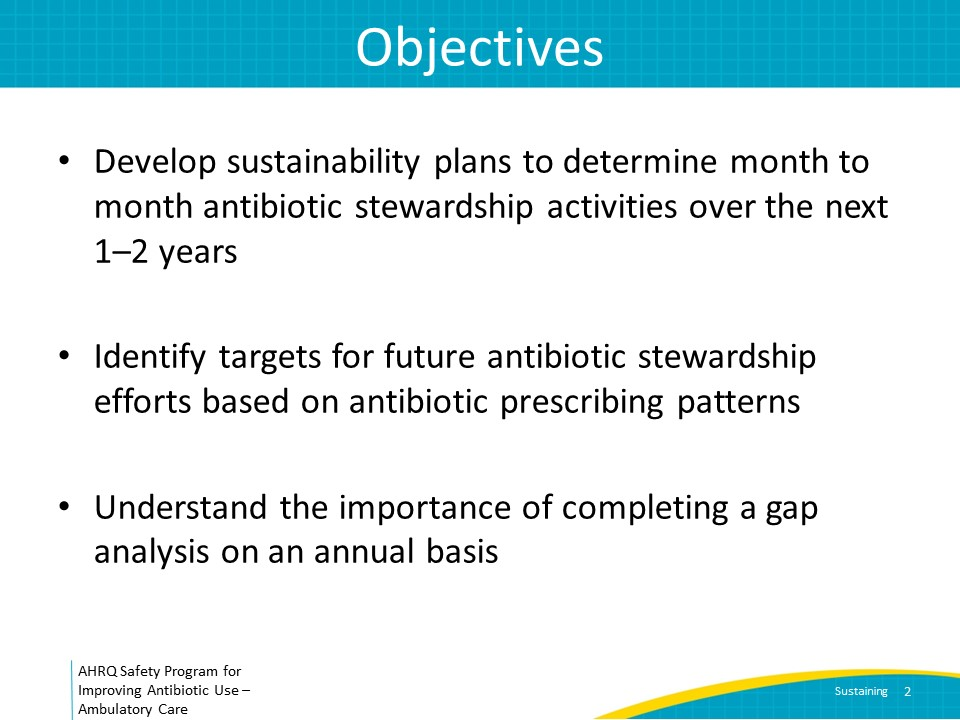 Objectives
• Develop sustainability plans to determine month to
month antibiotic stewardship activities over the next
1–2 years
• Identify targets for future antibiotic stewardship
efforts based on antibiotic prescribing patterns
• Understand the importance of completing a gap
analysis on an annual basis
AHRQ Safety Program for
Improving Antibiotic Use –
Ambulatory Care
Sustaining 2